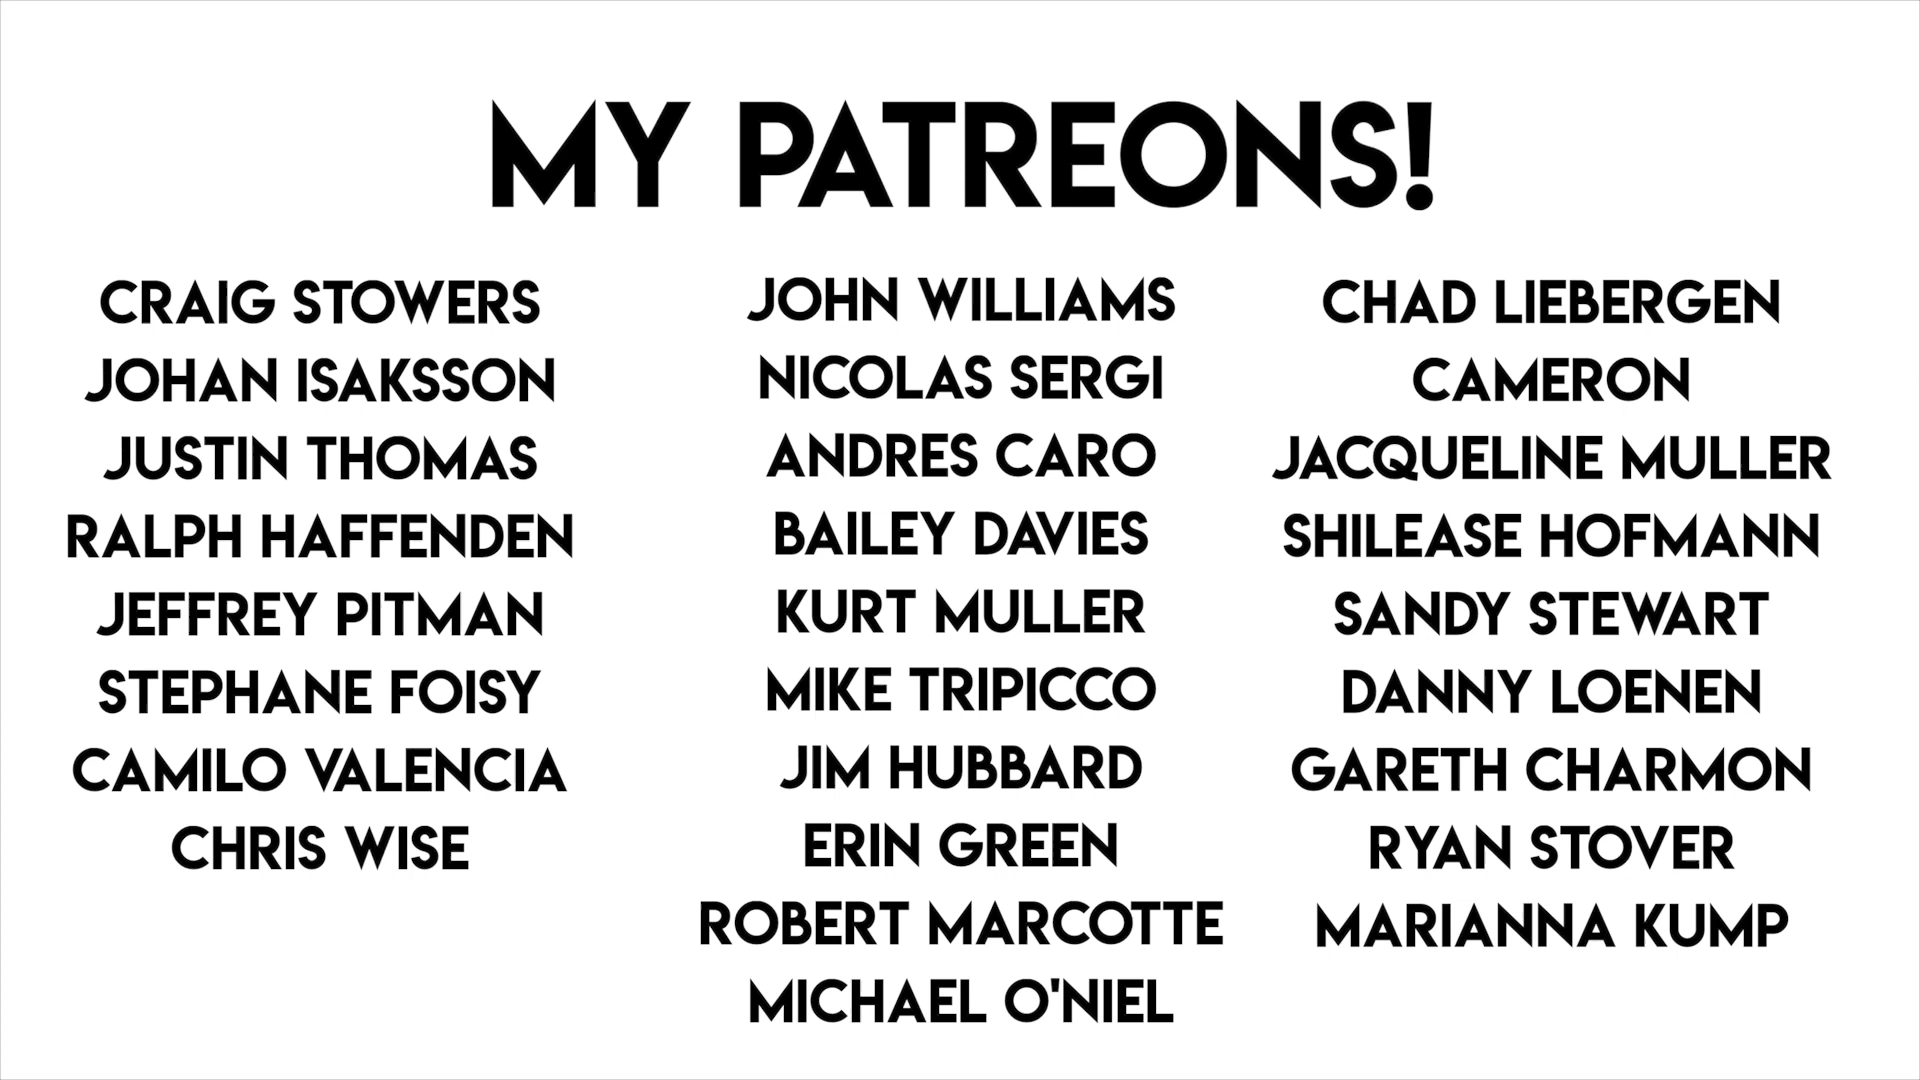 MY PATREONS!
CRAIG STOWERS
JOHAN ISAKSSON
JUSTIN THOMAS
RALPH HAFFENDEN
JEFFREY PITMAN
STEPHANE FOISY
CAMILO VALENCIA
CHRIS WISE
JOHN WILLIAMS
NICOLAS SERGI
ANDRES CARO
BAILEY DAVIES
KURT MULLER
MIKE TRIPICCO
JIM HUBBARD
ERIN GREEN
ROBERT MARCOTTE
MICHAEL O'NIEL
CHAD LIEBERGEN
CAMERON
JACQUELINE MULLER
SHILEASE HOFMANN
SANDY STEWART
DANNY LOENEN
GARETH CHARMON
RYAN STOVER
MARIANNA KUMP